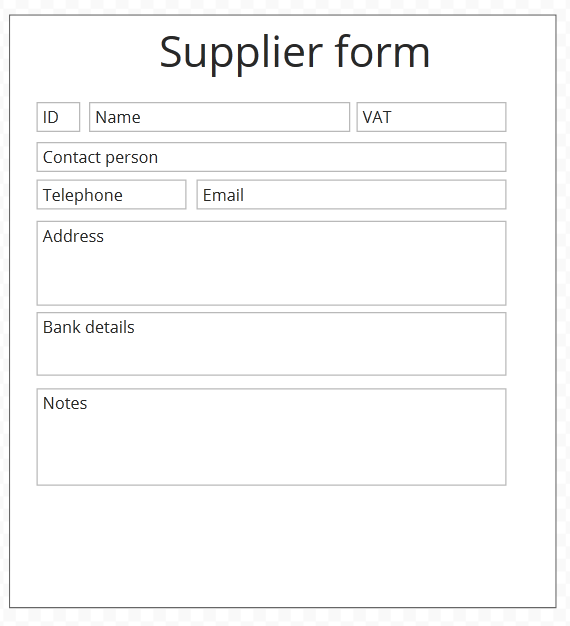 Supplier form
ID Name VAT
Contact person
Telephone Email
Address
Bank details
Notes